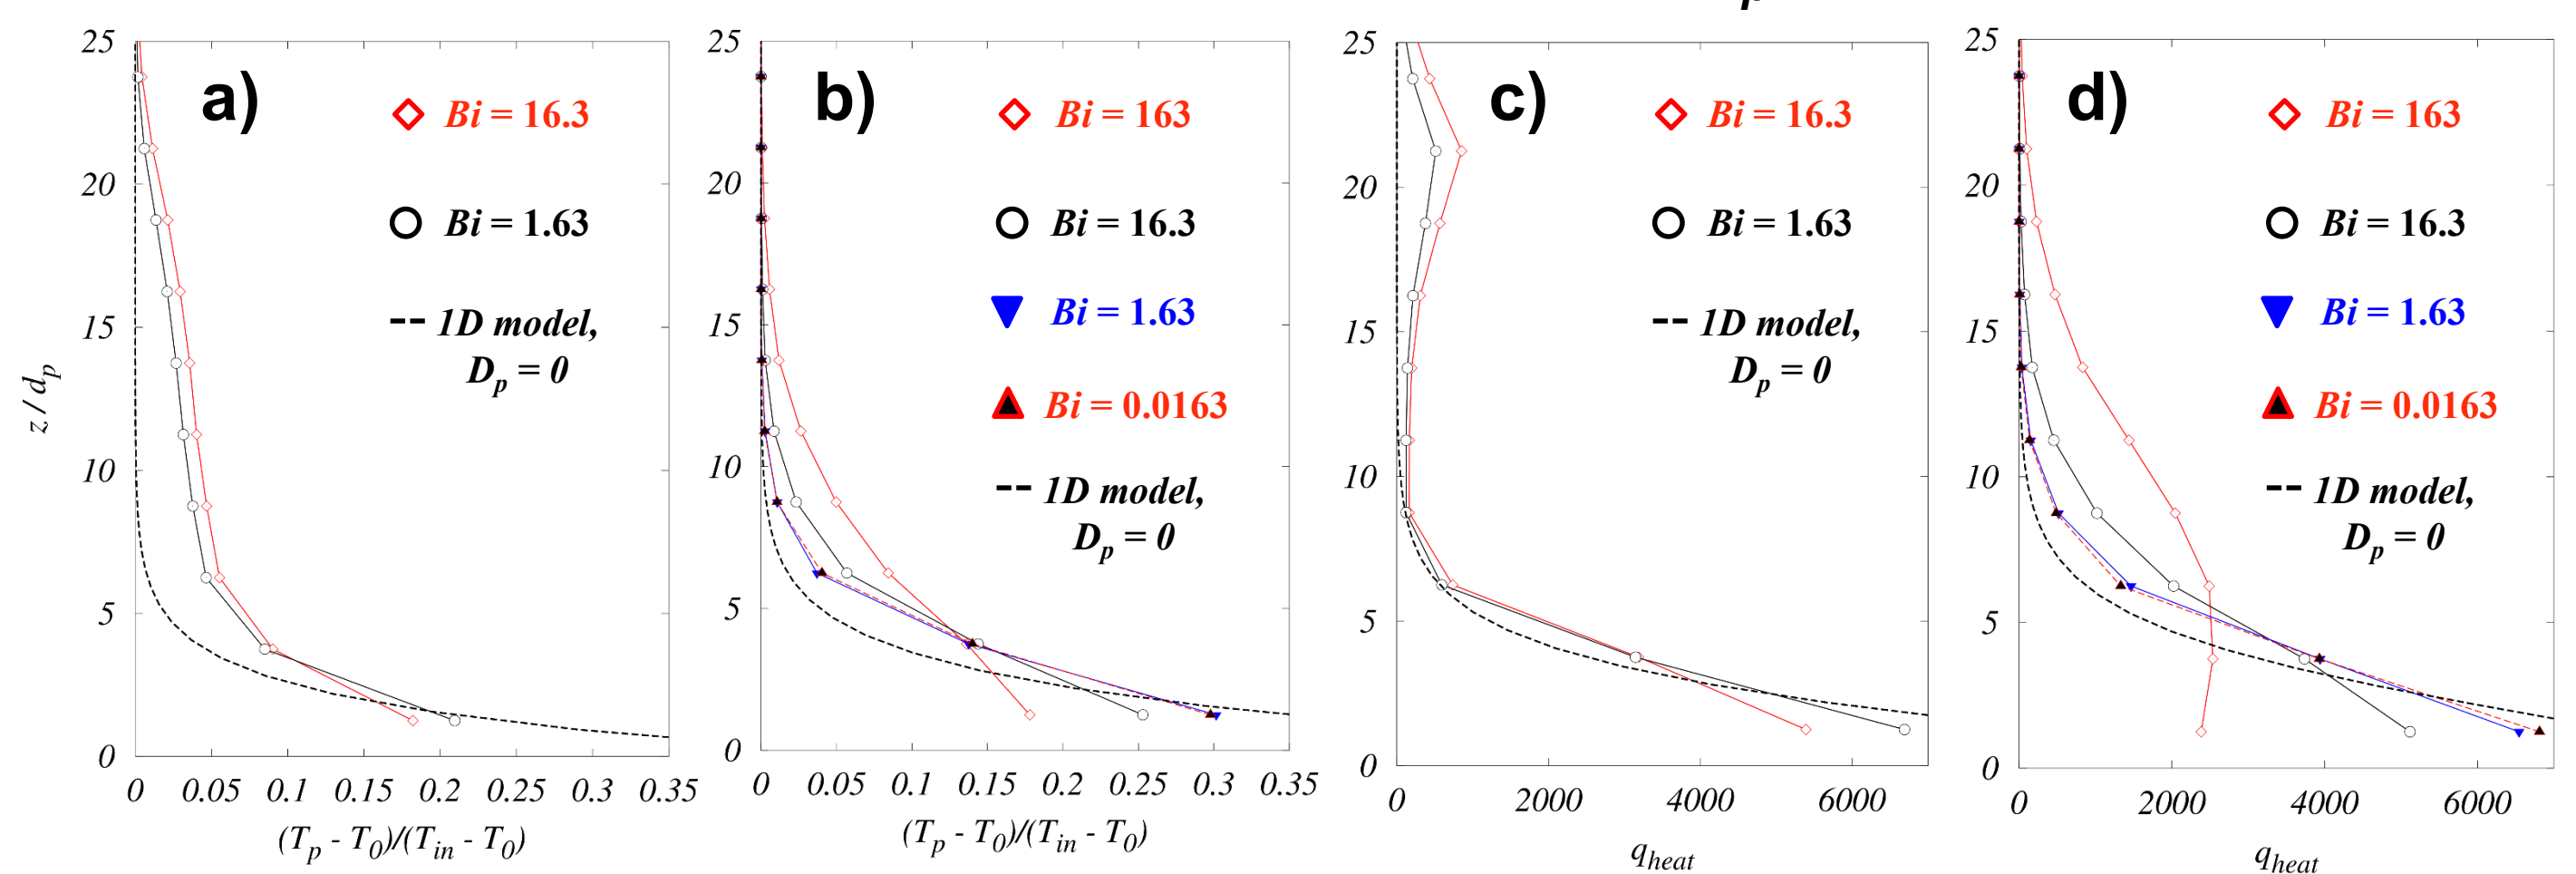 p
a)
25
20
15
10
5
0
z / d_p
Bi = 16.3
Bi = 1.63
1D model,
D_p = 0
0 0.05 0.1 0.15 0.2 0.25 0.3 0.35
(T_p - T_0)/(T_in - T_0)
b)
25
20
15
10
5
0
Bi = 163
Bi = 16.3
Bi = 1.63
Bi = 0.0163
1D model,
D_p = 0
0 0.05 0.1 0.15 0.2 0.25 0.3 0.35
(T_p - T_0)/(T_in - T_0)
c)
25
20
15
10
5
0
Bi = 16.3
Bi = 1.63
1D model,
D_p = 0
0 2000 4000 6000
q_heat
d)
25
20
15
10
5
0
Bi = 163
Bi = 16.3
Bi = 1.63
Bi = 0.0163
1D model,
D_p = 0
0 2000 4000 6000
q_heat